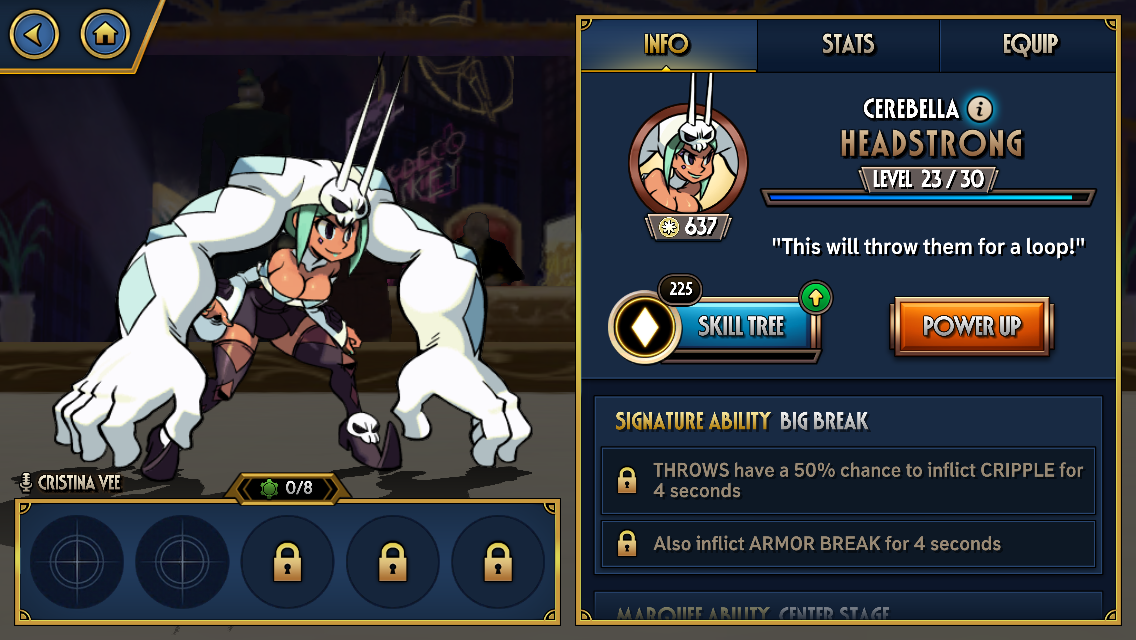 INFO
STATS
EQUIP
CEREBELLA i
HEADSTRONG
LEVEL 23 / 30
637
"This will throw them for a loop!"
225
SKILL TREE
POWER UP
SIGNATURE ABILITY BIG BREAK
THROWS have a 50% chance to inflict CRIPPLE for
4 seconds
Also inflict ARMOR BREAK for 4 seconds
MARQUEE ABILITY CENTER STAGE
CRISTINA VEE
0/8